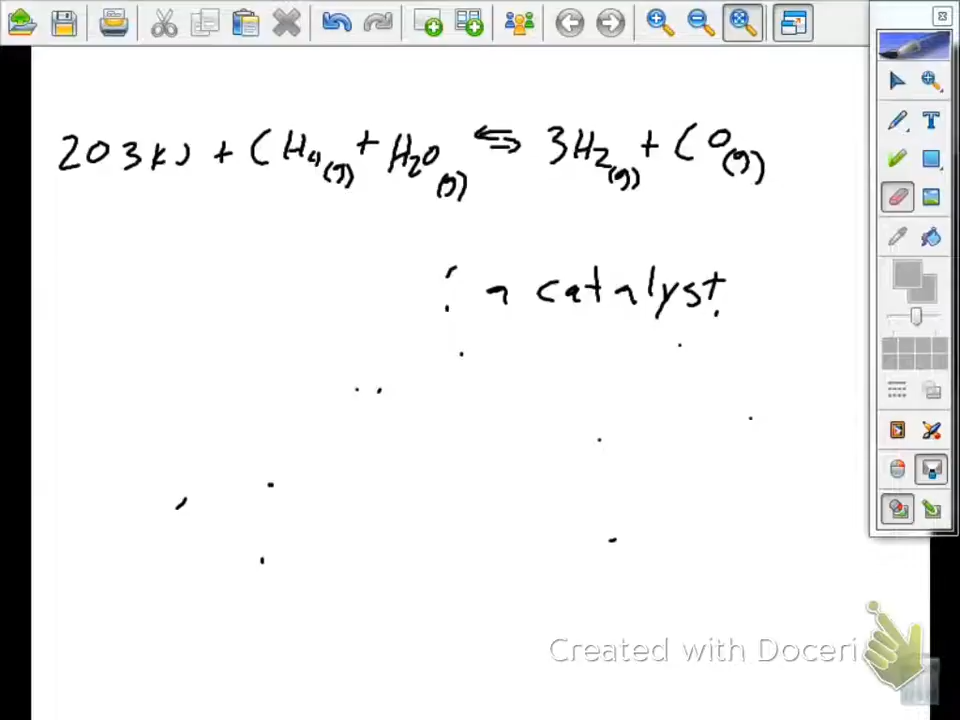 203kJ + CH4(g) + H2O(g) ⇌ 3H2(g) + CO(g)
a catalyst
Created with Doceri